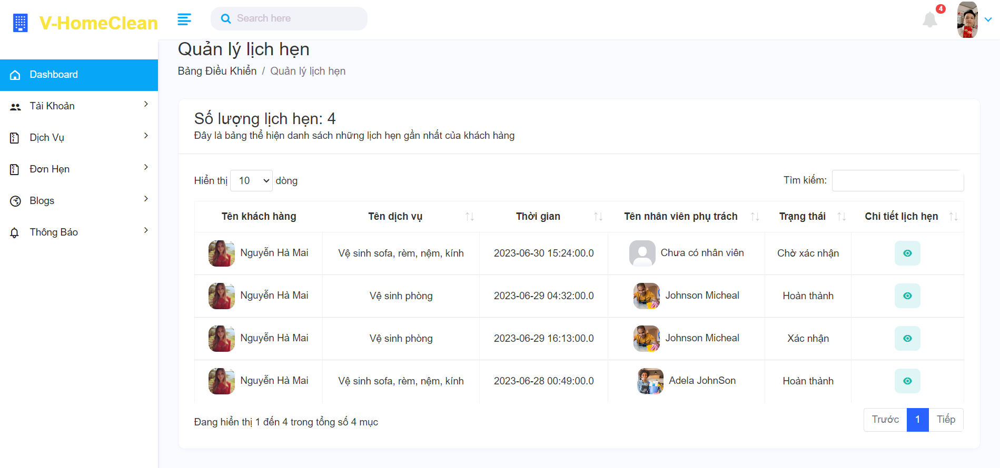 V-HomeClean
Search here
4
Dashboard
Tài Khoản
Dịch Vụ
Đơn Hẹn
Blogs
Thông Báo
Quản lý lịch hẹn
Bảng Điều Khiển / Quản lý lịch hẹn
Số lượng lịch hẹn: 4
Đây là bảng thể hiện danh sách những lịch hẹn gần nhất của khách hàng
Hiển thị 10 dòng
Tìm kiếm:
Tên khách hàng Tên dịch vụ Thời gian Tên nhân viên phụ trách Trạng thái Chi tiết lịch hẹn
Nguyễn Hà Mai Vệ sinh sofa, rèm, nệm, kính 2023-06-30 15:24:00.0 Chưa có nhân viên Chờ xác nhận
Nguyễn Hà Mai Vệ sinh phòng 2023-06-29 04:32:00.0 Johnson Micheal Hoàn thành
Nguyễn Hà Mai Vệ sinh phòng 2023-06-29 16:13:00.0 Johnson Micheal Xác nhận
Nguyễn Hà Mai Vệ sinh sofa, rèm, nệm, kính 2023-06-28 00:49:00.0 Adela JohnSon Hoàn thành
Đang hiển thị 1 đến 4 trong tổng số 4 mục
Trước 1 Tiếp